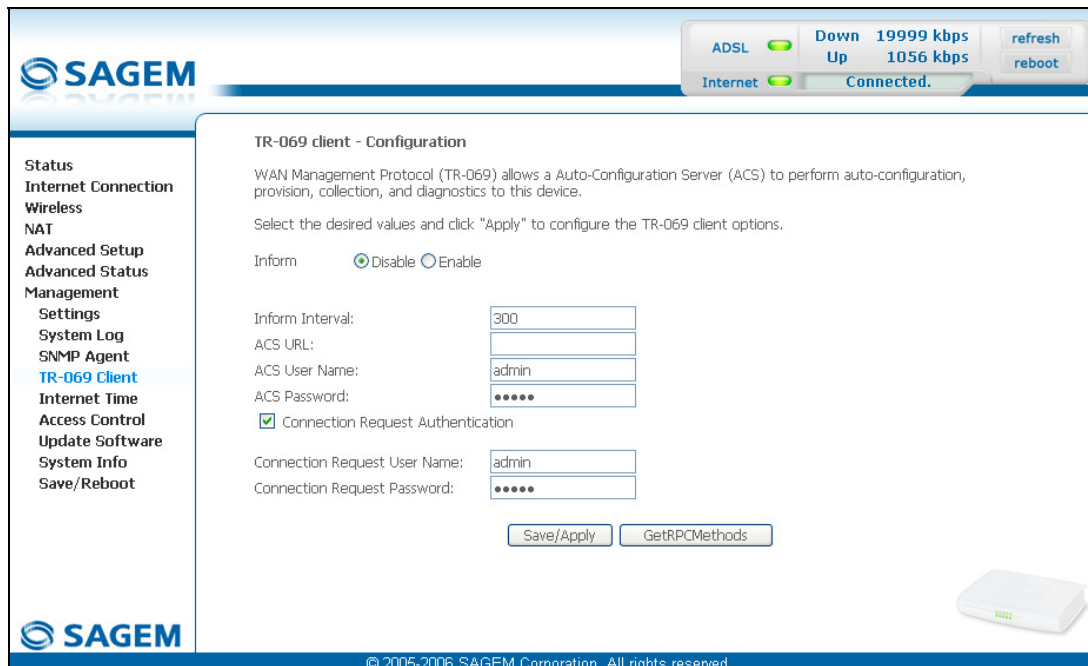 SAGEM
ADSL
Down 19999 kbps
Up 1056 kbps
refresh
reboot
Internet
Connected.
Status
Internet Connection
Wireless
NAT
Advanced Setup
Advanced Status
Management
Settings
System Log
SNMP Agent
TR-069 Client
Internet Time
Access Control
Update Software
System Info
Save/Reboot
TR-069 client - Configuration
WAN Management Protocol (TR-069) allows a Auto-Configuration Server (ACS) to perform auto-configuration,
provision, collection, and diagnostics to this device.
Select the desired values and click "Apply" to configure the TR-069 client options.
Inform Disable Enable
Inform Interval: 300
ACS URL:
ACS User Name: admin
ACS Password: •••••
Connection Request Authentication
Connection Request User Name: admin
Connection Request Password: •••••
Save/Apply GetRPCMethods
SAGEM
© 2005-2006 SAGEM Corporation. All rights reserved.